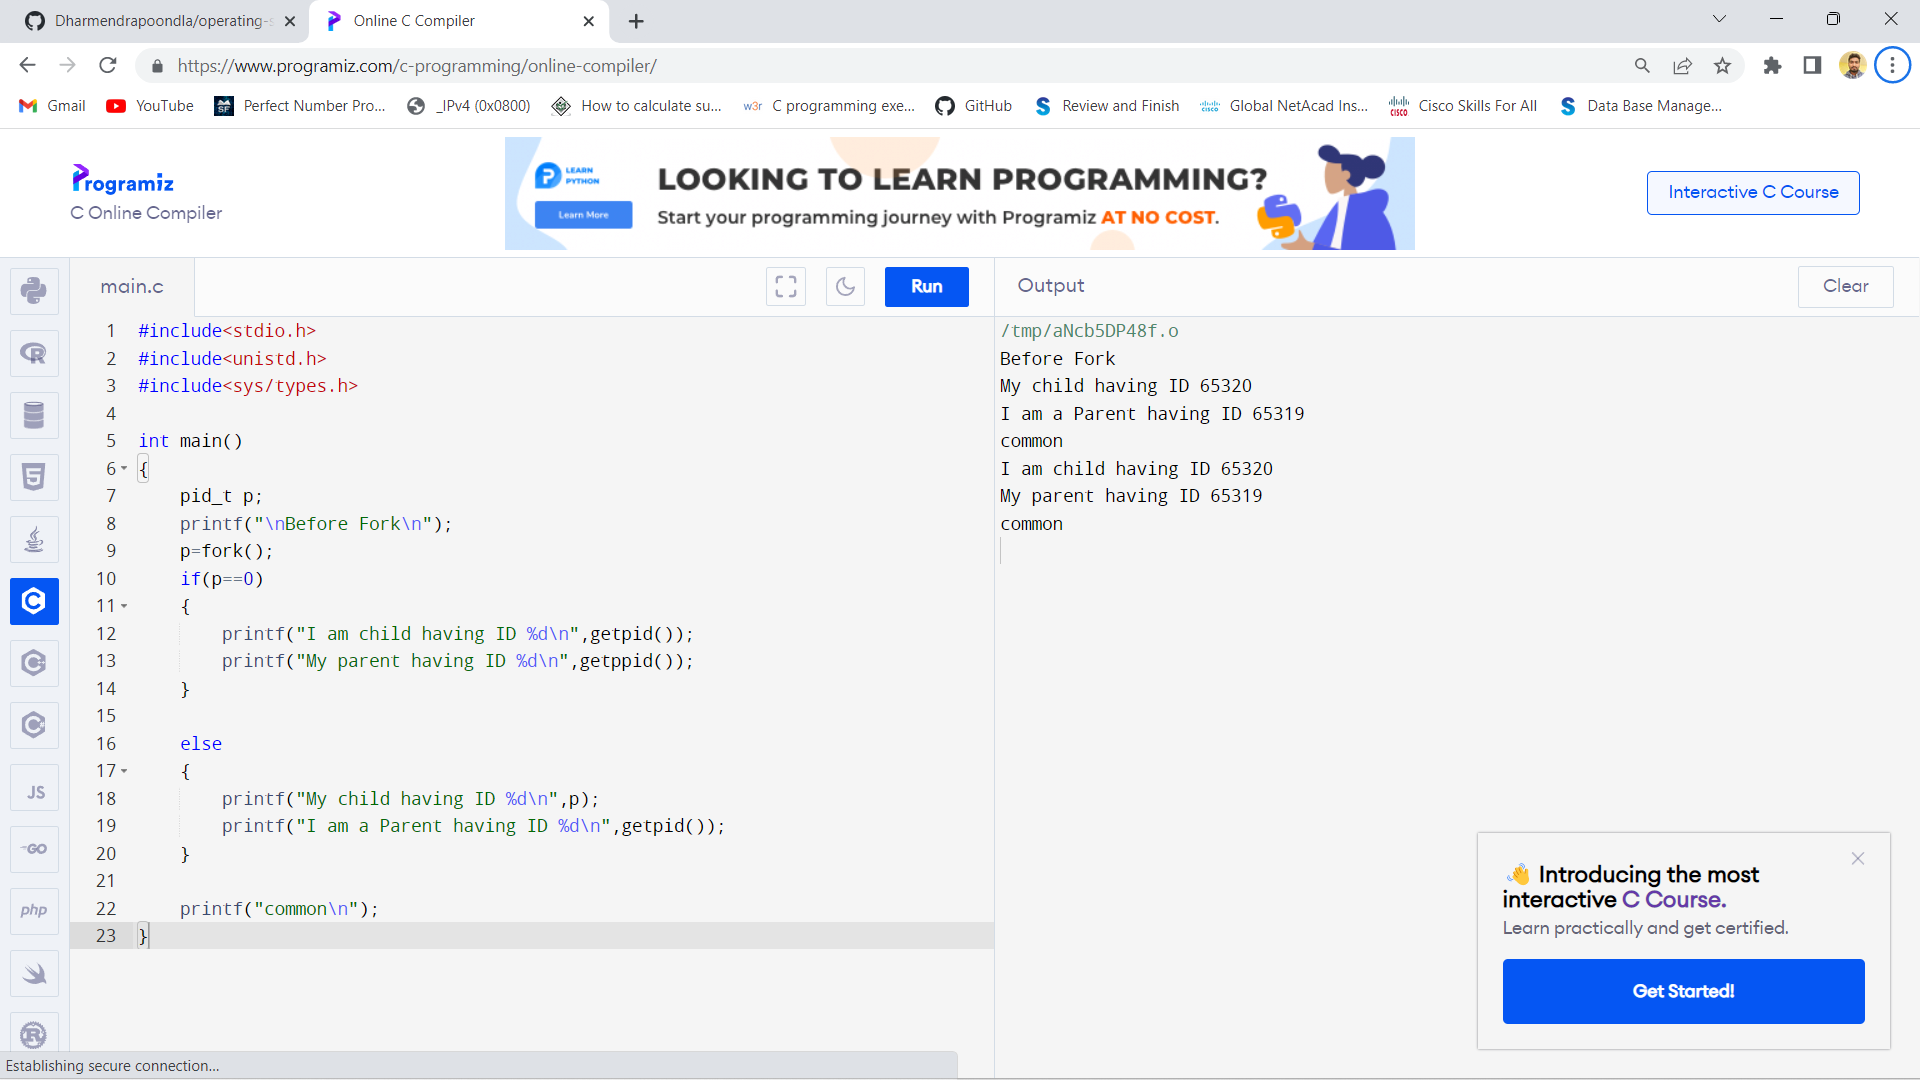 Dharmendrapoondla/operating-s
Online C Compiler
https://www.programiz.com/c-programming/online-compiler/
Gmail
YouTube
Perfect Number Pro...
_IPv4 (0x0800)
How to calculate su...
w3r
C programming exe...
GitHub
Review and Finish
Global NetAcad Ins...
Cisco Skills For All
Data Base Manage...
Programiz
C Online Compiler
LEARN
PYTHON
Learn More
LOOKING TO LEARN PROGRAMMING?
Start your programming journey with Programiz AT NO COST.
Interactive C Course
main.c
Run
Output
Clear
1 #include<stdio.h>
2 #include<unistd.h>
3 #include<sys/types.h>
4
5 int main()
6 {
7 pid_t p;
8 printf("\nBefore Fork\n");
9 p=fork();
10 if(p==0)
11 {
12 printf("I am child having ID %d\n",getpid());
13 printf("My parent having ID %d\n",getppid());
14 }
15
16 else
17 {
18 printf("My child having ID %d\n",p);
19 printf("I am a Parent having ID %d\n",getpid());
20 }
21
22 printf("common\n");
23 }
/tmp/aNcb5DP48f.o
Before Fork
My child having ID 65320
I am a Parent having ID 65319
common
I am child having ID 65320
My parent having ID 65319
common
JS
GO
php
👋 Introducing the most
interactive C Course.
Learn practically and get certified.
Get Started!
Establishing secure connection...